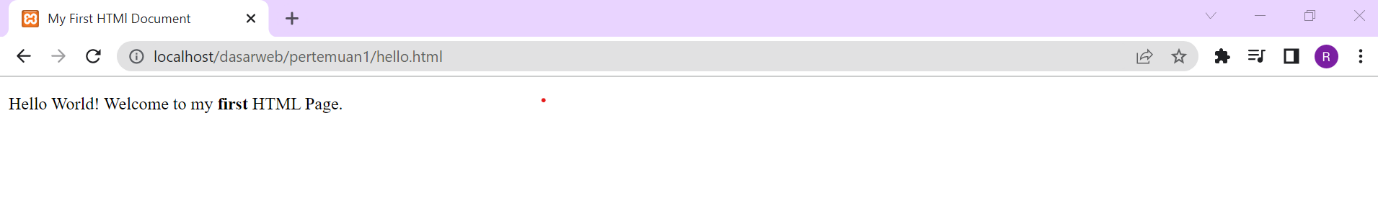 My First HTMl Document
localhost/dasarweb/pertemuan1/hello.html
R
Hello World! Welcome to my first HTML Page.